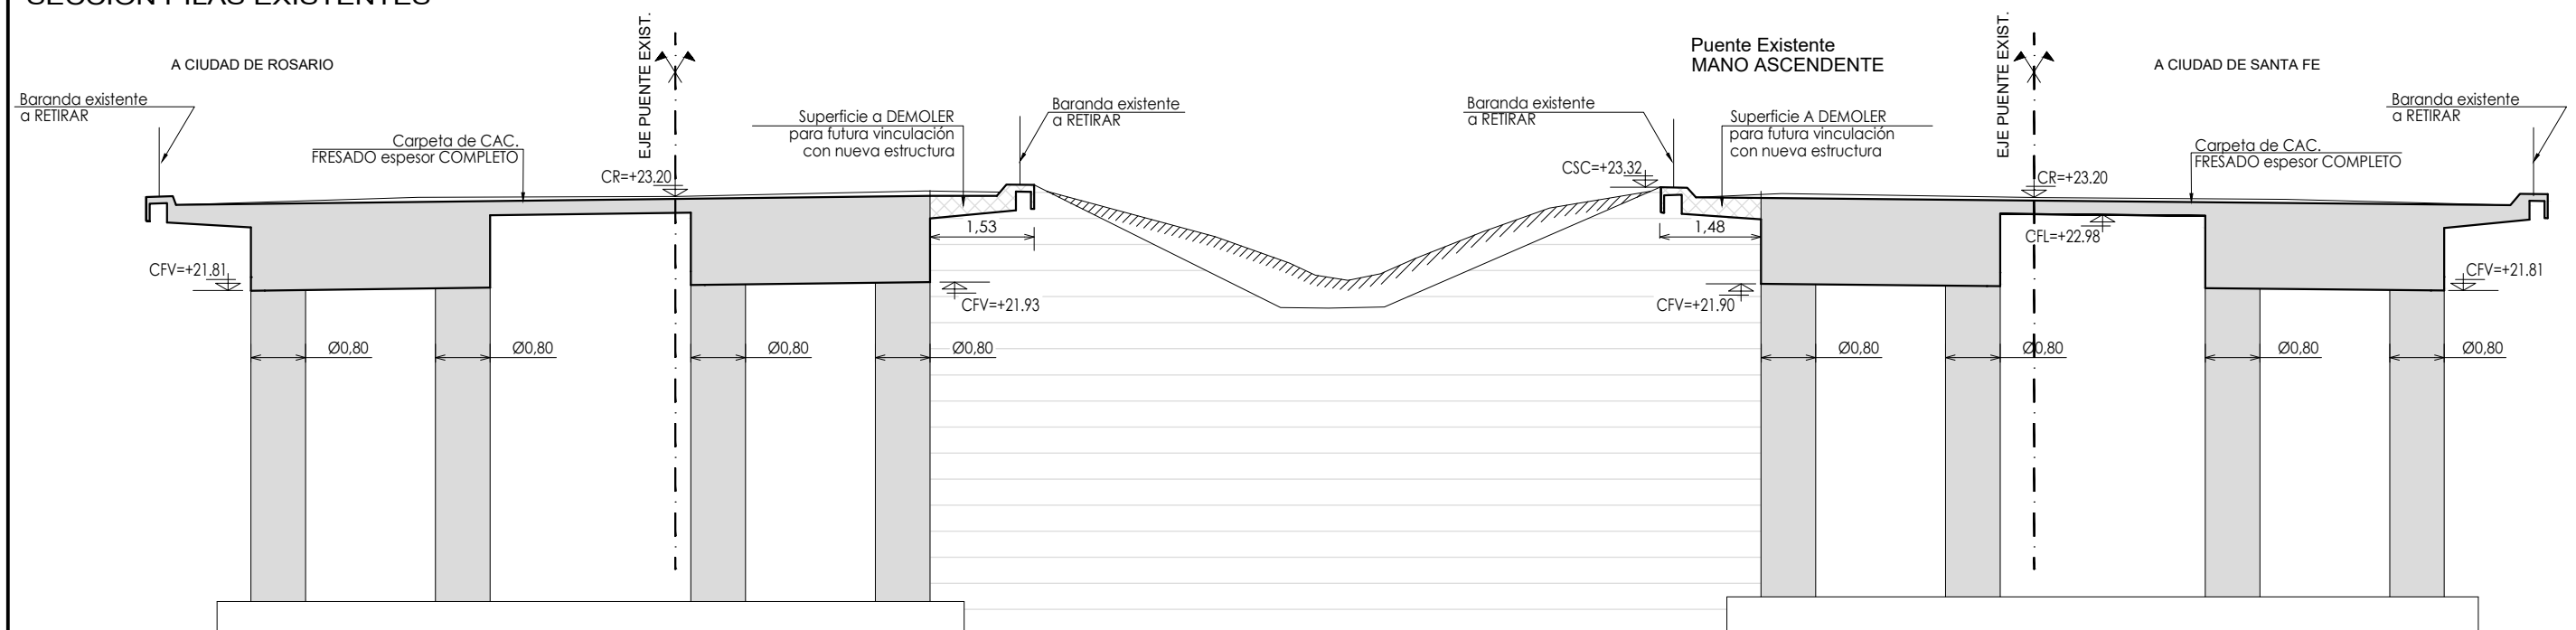 SECCION PILAS EXISTENTES
A CIUDAD DE ROSARIO
EJE PUENTE EXIST.
Puente Existente
MANO ASCENDENTE
EJE PUENTE EXIST.
A CIUDAD DE SANTA FE
Baranda existente
a RETIRAR
Carpeta de CAC.
FRESADO espesor COMPLETO
Superficie a DEMOLER
para futura vinculación
con nueva estructura
Baranda existente
a RETIRAR
Baranda existente
a RETIRAR
Superficie A DEMOLER
para futura vinculación
con nueva estructura
Carpeta de CAC.
FRESADO espesor COMPLETO
Baranda existente
a RETIRAR
CR=+23.20
CSC=+23.32
CR=+23.20
1,53
1,48
CFL=+22.98
CFV=+21.81
CFV=+21.93
CFV=+21.90
CFV=+21.81
Ø0,80
Ø0,80
Ø0,80
Ø0,80
Ø0,80
Ø0,80
Ø0,80
Ø0,80